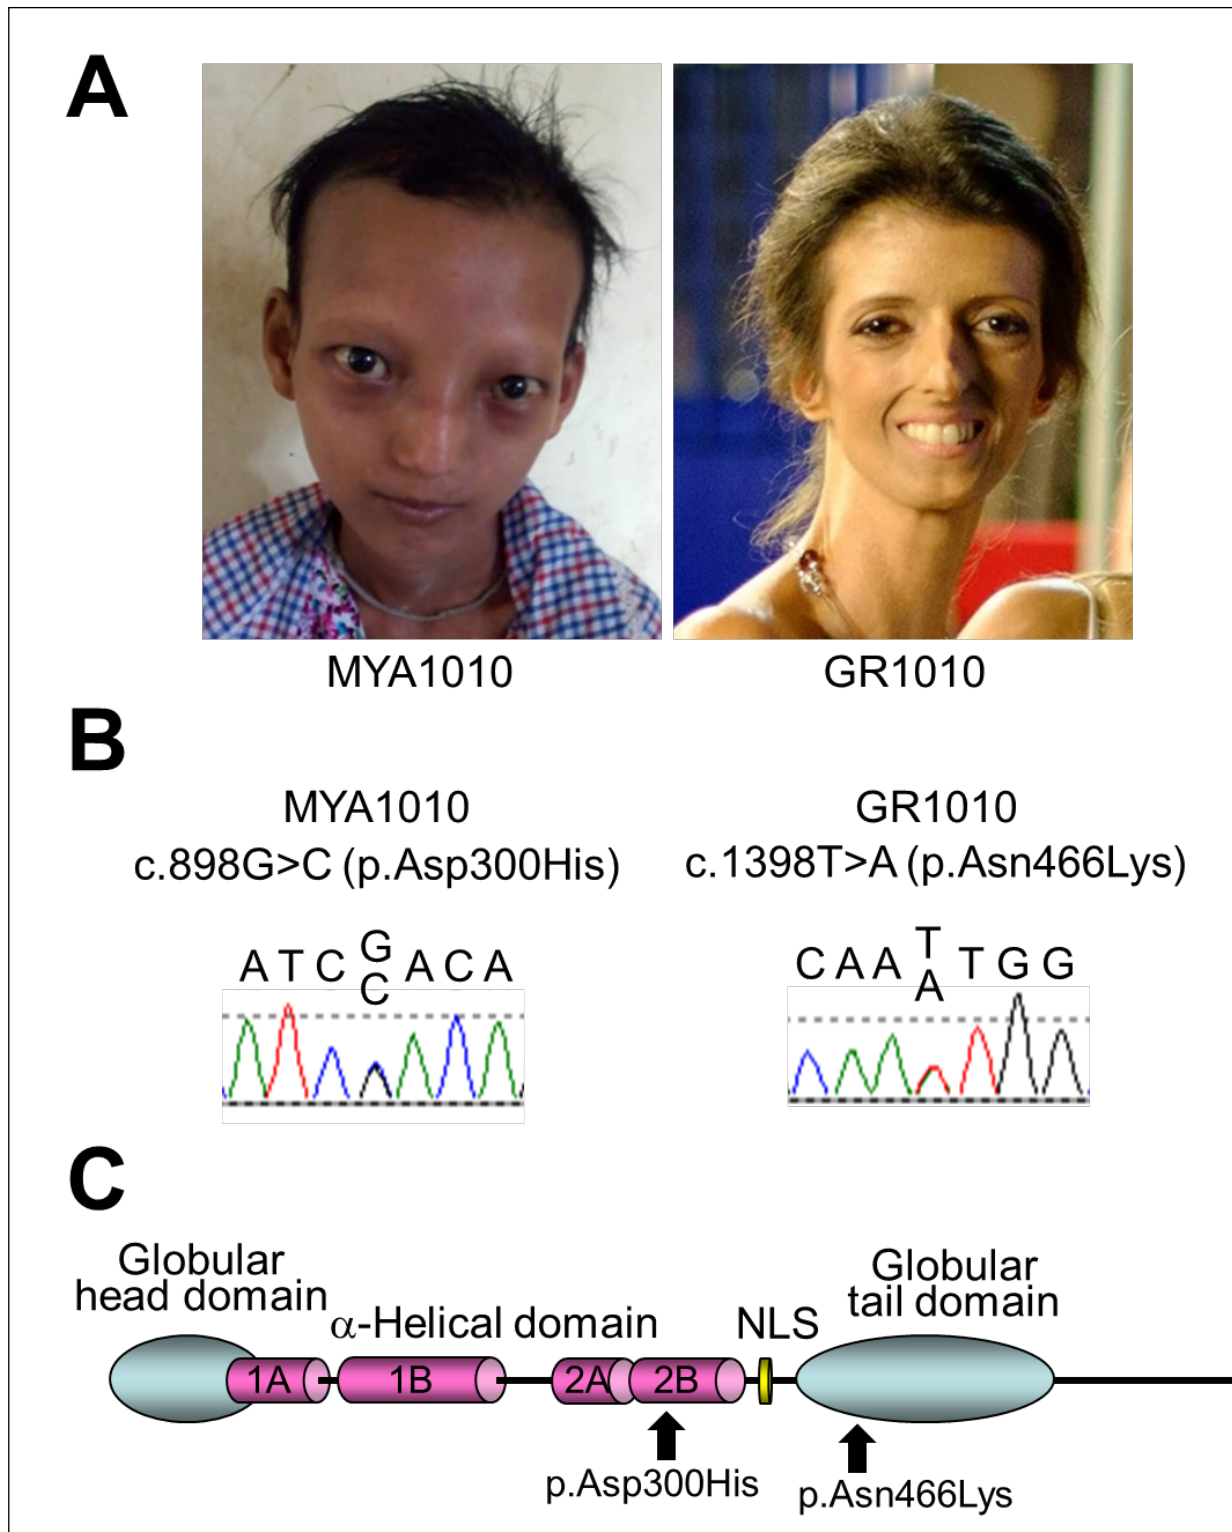 A
MYA1010
GR1010
B
MYA1010
c.898G>C (p.Asp300His)
GR1010
c.1398T>A (p.Asn466Lys)
A T C G A C A
C
C A A T T G G
A
C
Globular
head domain
α-Helical domain
NLS
Globular
tail domain
1A
1B
2A
2B
p.Asp300His
p.Asn466Lys